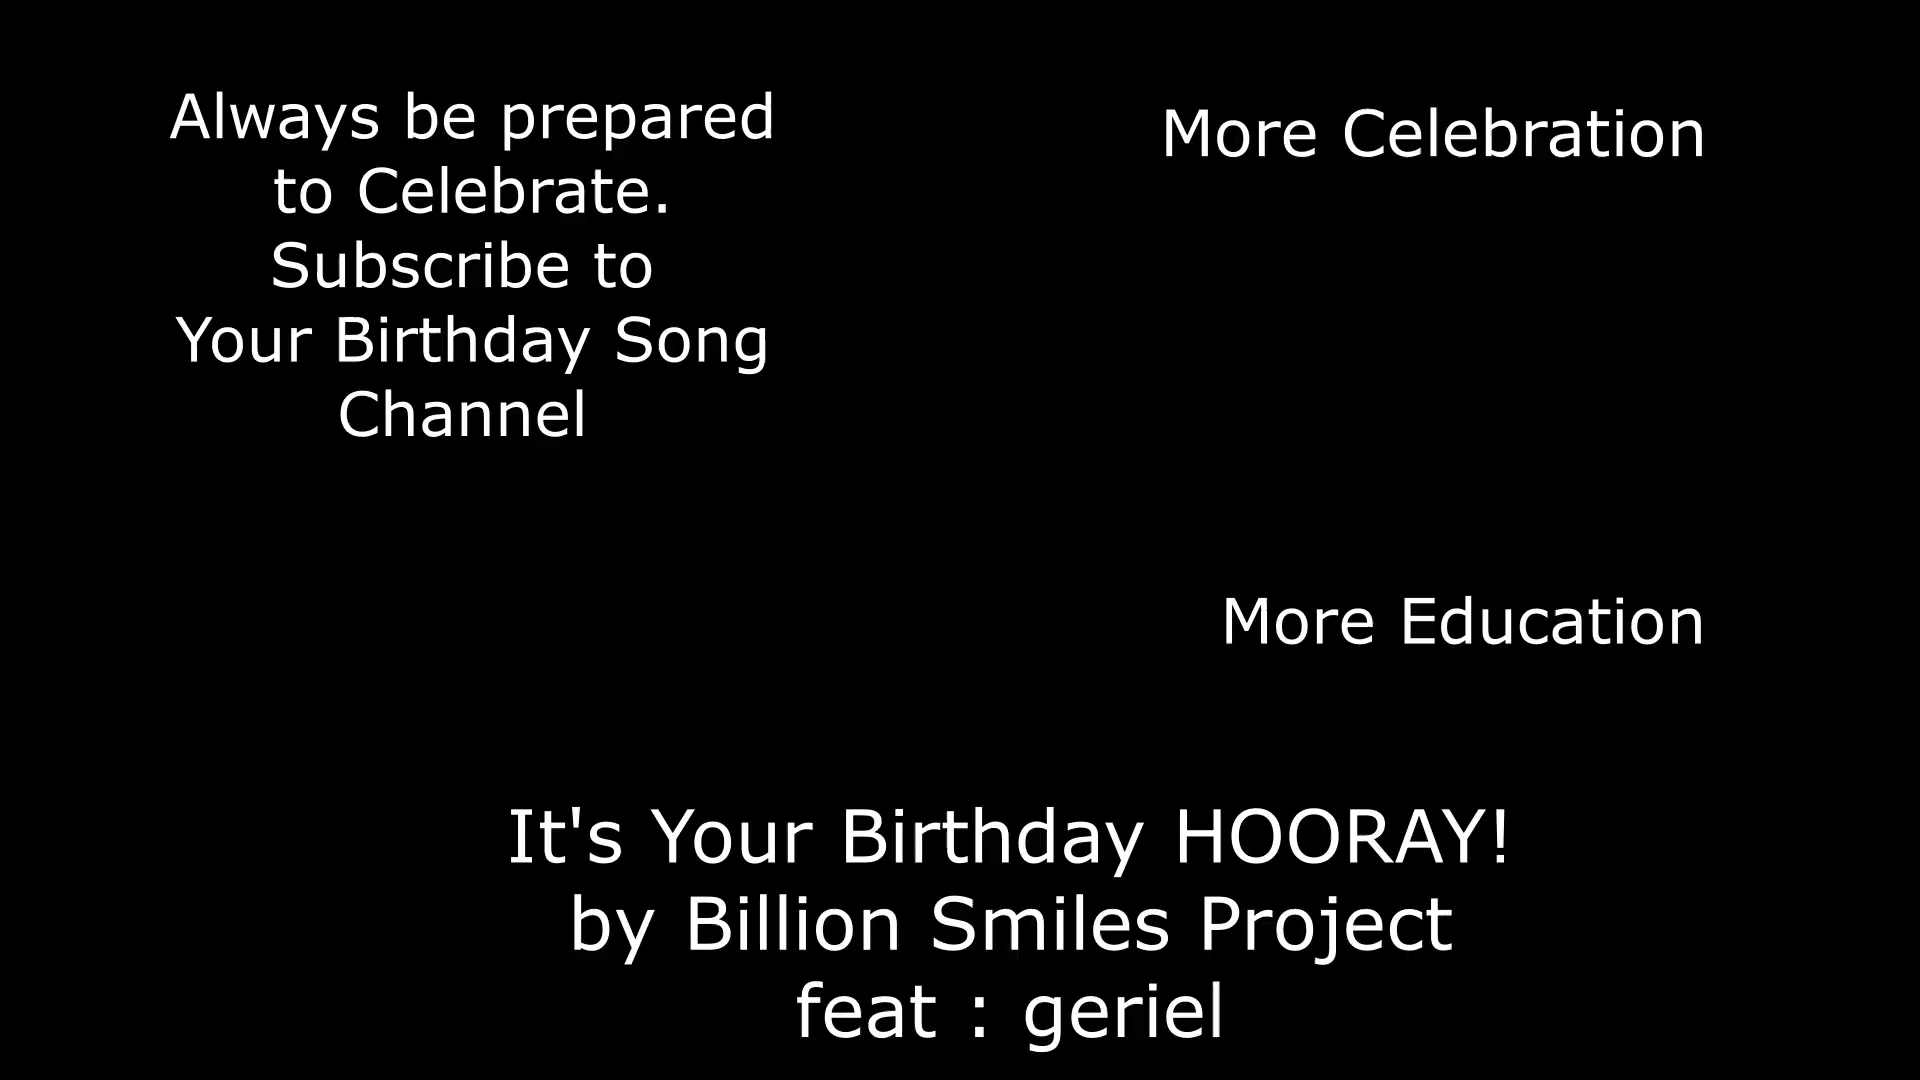 Always be prepared
to Celebrate.
Subscribe to
Your Birthday Song
Channel
More Celebration
More Education
It's Your Birthday HOORAY!
by Billion Smiles Project
feat : geriel